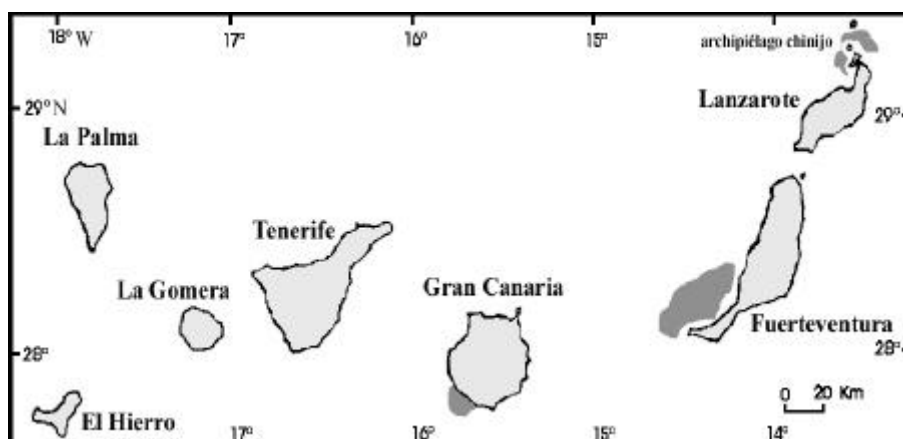 18° W
17°
16°
15°
14°
archipiélago chinijo
29° N
Lanzarote
29°
La Palma
Tenerife
La Gomera
Gran Canaria
Fuerteventura
28°
28°
0 20 Km
El Hierro
17°
16°
15°
14°